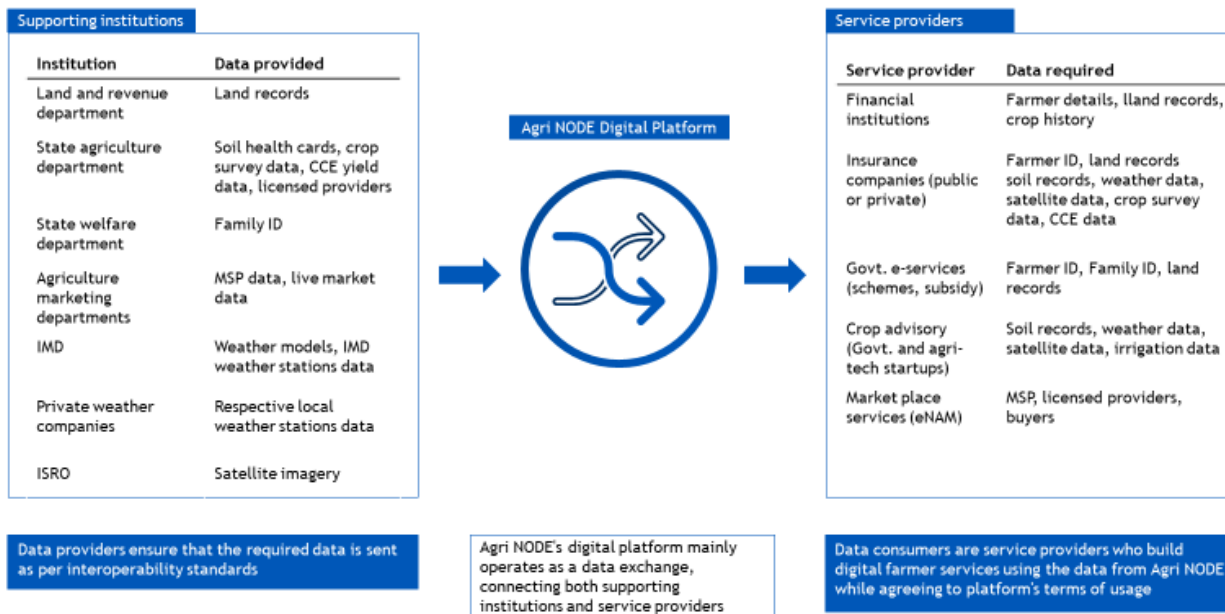 Supporting institutions
Institution Data provided
Land and revenue Land records
department
State agriculture Soil health cards, crop
department survey data, CCE yield
data, licensed providers
State welfare Family ID
department
Agriculture MSP data, live market
marketing data
departments
IMD Weather models, IMD
weather stations data
Private weather Respective local
companies weather stations data
ISRO Satellite imagery
Data providers ensure that the required data is sent
as per interoperability standards
Agri NODE Digital Platform
Agri NODE's digital platform mainly
operates as a data exchange,
connecting both supporting
institutions and service providers
Service providers
Service provider Data required
Financial Farmer details, lland records,
institutions crop history
Insurance Farmer ID, land records
companies (public soil records, weather data,
or private) satellite data, crop survey
data, CCE data
Govt. e-services Farmer ID, Family ID, land
(schemes, subsidy) records
Crop advisory Soil records, weather data,
(Govt. and agri- satellite data, irrigation data
tech startups)
Market place MSP, licensed providers,
services (eNAM) buyers
Data consumers are service providers who build
digital farmer services using the data from Agri NODE
while agreeing to platform's terms of usage